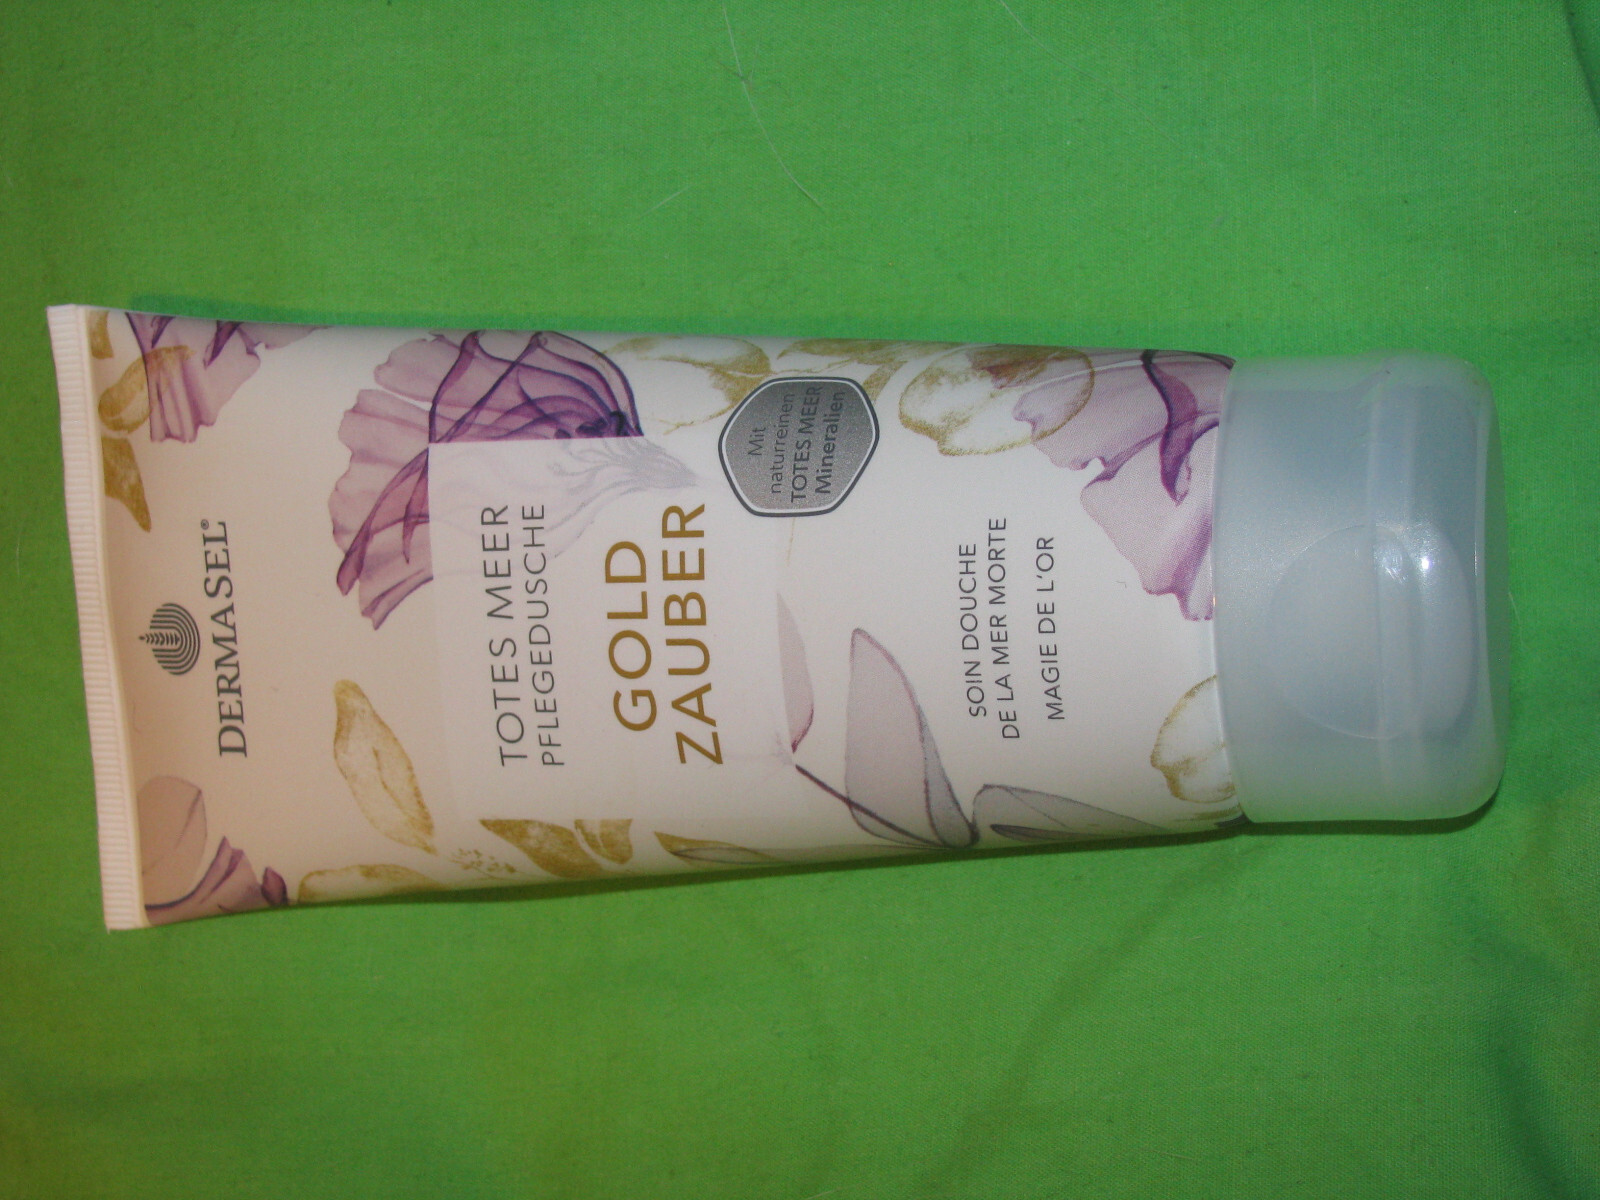 DERMASEL®
TOTES MEER
PFLEGEDUSCHE
GOLD
ZAUBER
Mit
naturreinen
TOTES MEER
Mineralien
SOIN DOUCHE
DE LA MER MORTE
MAGIE DE L'OR